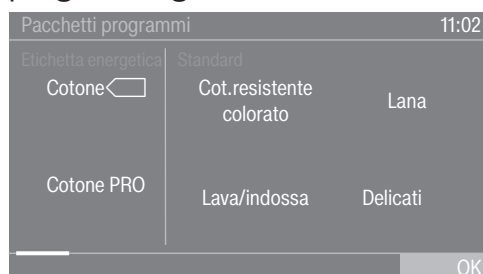 Pacchetti programmi 11:02
Etichetta energetica Standard
Cotone
Cot.resistente
colorato
Lana
Cotone PRO
Lava/indossa
Delicati
OK